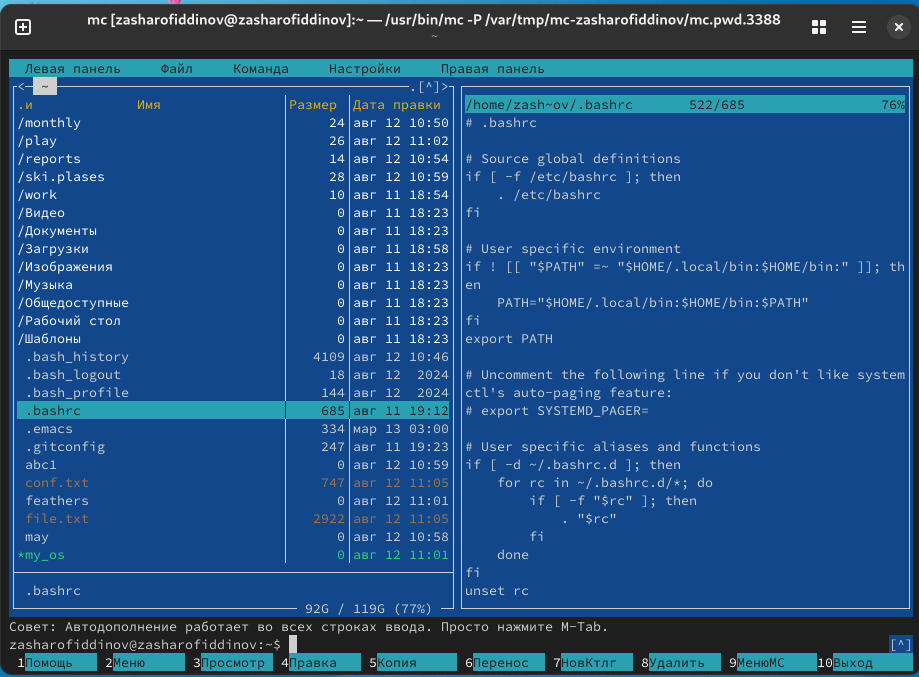 mc [zasharofiddinov@zasharofiddinov]:~ — /usr/bin/mc -P /var/tmp/mc-zasharofiddinov/mc.pwd.3388
~
Левая панель Файл Команда Настройки Правая панель
<- ~ .[^]>
.и Имя Размер Дата правки
/monthly 24 авг 12 10:50
/play 26 авг 12 11:02
/reports 14 авг 12 10:54
/ski.plases 28 авг 12 10:59
/work 10 авг 11 18:54
/Видео 0 авг 11 18:23
/Документы 0 авг 11 18:23
/Загрузки 0 авг 11 18:58
/Изображения 0 авг 11 18:23
/Музыка 0 авг 11 18:23
/Общедоступные 0 авг 11 18:23
/Рабочий стол 0 авг 11 18:23
/Шаблоны 0 авг 11 18:23
.bash_history 4109 авг 12 10:46
.bash_logout 18 авг 12 2024
.bash_profile 144 авг 12 2024
.bashrc 685 авг 11 19:12
.emacs 334 мар 13 03:00
.gitconfig 247 авг 11 19:23
abc1 0 авг 12 10:59
conf.txt 747 авг 12 11:05
feathers 0 авг 12 11:01
file.txt 2922 авг 12 11:05
may 0 авг 12 10:58
*my_os 0 авг 12 11:01
.bashrc
92G / 119G (77%)
/home/zash~ov/.bashrc 522/685 76%
# .bashrc
# Source global definitions
if [ -f /etc/bashrc ]; then
. /etc/bashrc
fi
# User specific environment
if ! [[ "$PATH" =~ "$HOME/.local/bin:$HOME/bin:" ]]; th
en
PATH="$HOME/.local/bin:$HOME/bin:$PATH"
fi
export PATH
# Uncomment the following line if you don't like system
ctl's auto-paging feature:
# export SYSTEMD_PAGER=
# User specific aliases and functions
if [ -d ~/.bashrc.d ]; then
for rc in ~/.bashrc.d/*; do
if [ -f "$rc" ]; then
. "$rc"
fi
done
fi
unset rc
Совет: Автодополнение работает во всех строках ввода. Просто нажмите M-Tab.
zasharofiddinov@zasharofiddinov:~$ [^]
1Помощь 2Меню 3Просмотр 4Правка 5Копия 6Перенос 7НовКтлг 8Удалить 9МенюMC 10Выход